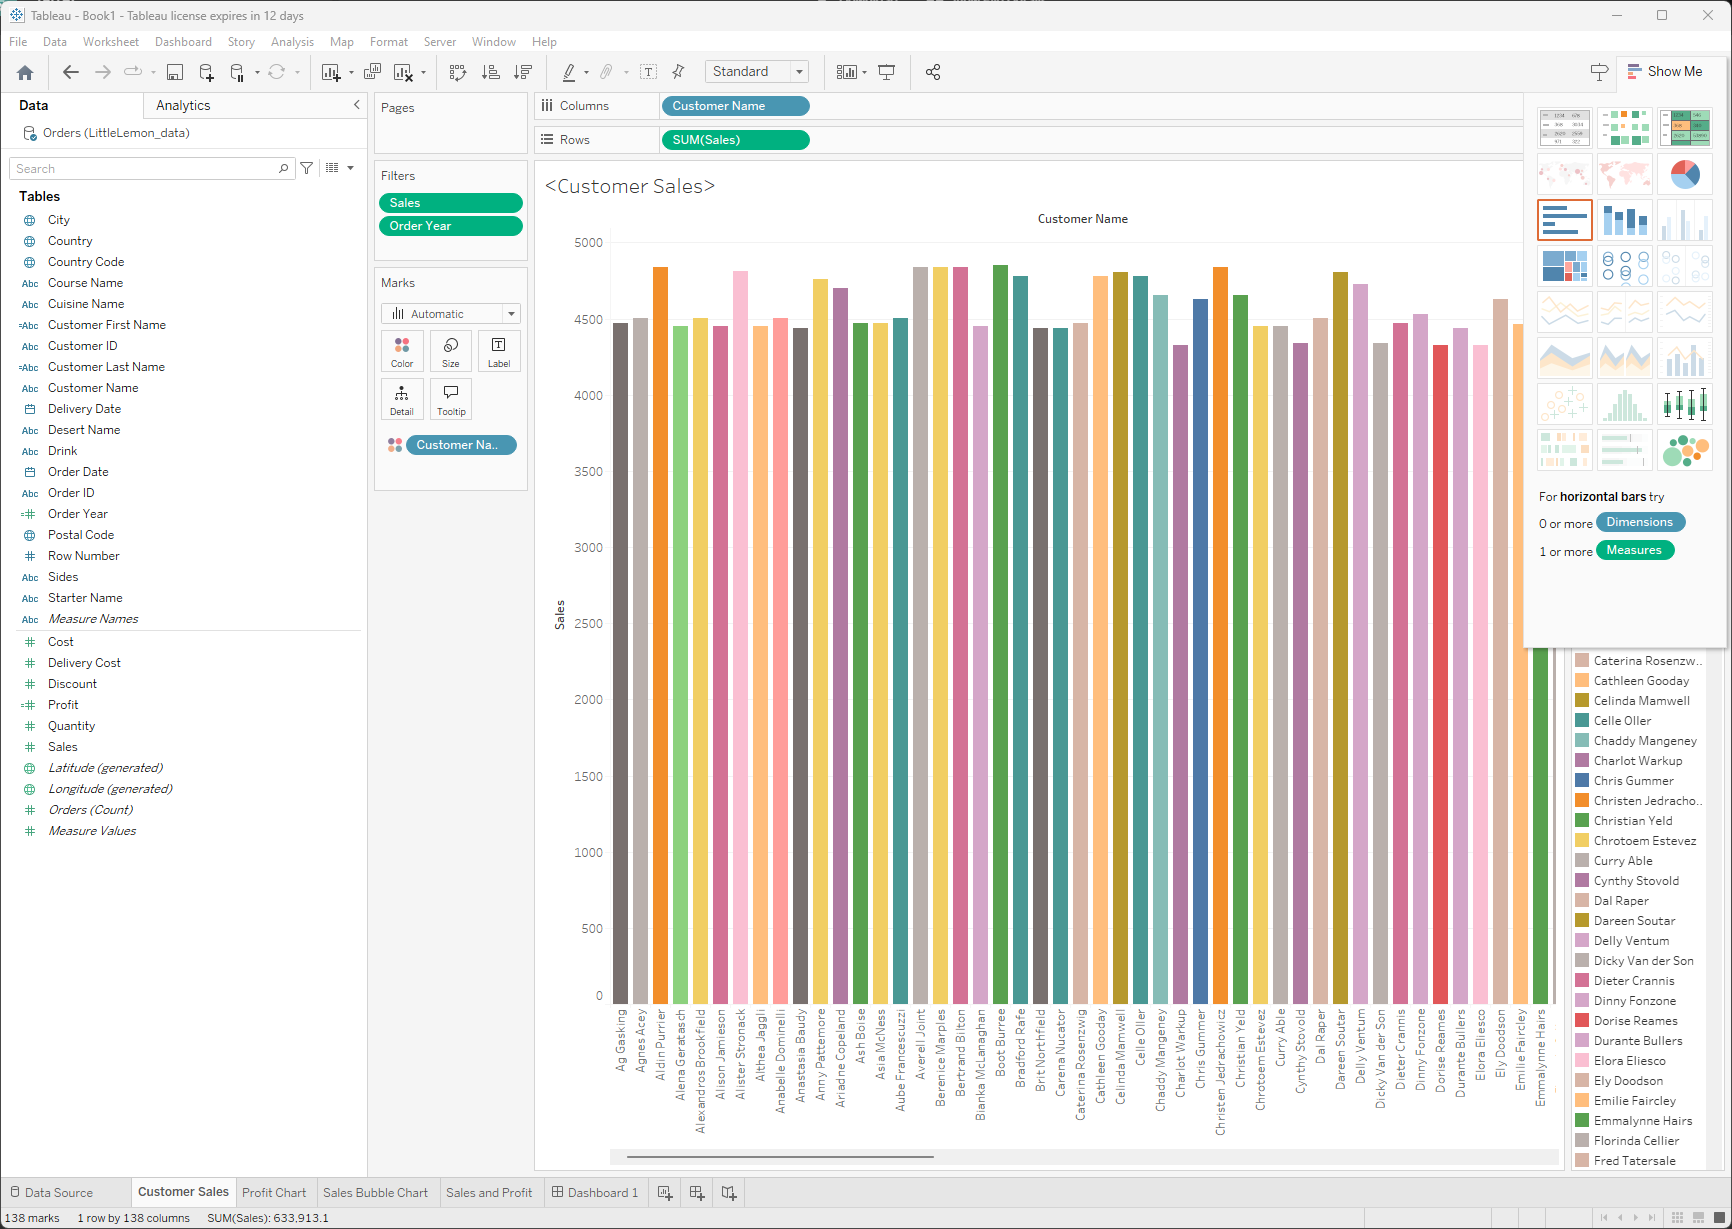 Tableau - Book1 - Tableau license expires in 12 days
File Data Worksheet Dashboard Story Analysis Map Format Server Window Help
Standard
Show Me
Data
Analytics
Orders (LittleLemon_data)
Search
Tables
City
Country
Country Code
Abc Course Name
Abc Cuisine Name
=Abc Customer First Name
Abc Customer ID
=Abc Customer Last Name
Abc Customer Name
Delivery Date
Abc Desert Name
Abc Drink
Order Date
Abc Order ID
=# Order Year
Postal Code
# Row Number
Abc Sides
Abc Starter Name
Abc Measure Names
# Cost
# Delivery Cost
# Discount
=# Profit
# Quantity
# Sales
Latitude (generated)
Longitude (generated)
# Orders (Count)
# Measure Values
Pages
Filters
Sales
Order Year
Marks
Automatic
Color
Size
Label
Detail
Tooltip
Customer Na..
Columns
Customer Name
Rows
SUM(Sales)
<Customer Sales>
Customer Name
5000
4500
4000
3500
3000
2500
2000
1500
1000
500
0
Sales
Ag Gasking
Agnes Acey
Aldin Purrier
Alena Geratasch
Alexandros Brookfield
Alison Jamieson
Alister Stronack
Althea Jaggli
Anabelle Dominelli
Anastasia Baudy
Anny Pattemore
Ariadne Copeland
Ash Boise
Asia McNess
Aube Francescuzzi
Averell Joint
Berenice Marples
Bertrand Bilton
Bianka McLanaghan
Boot Burree
Bradford Rafe
Brit Northfield
Carena Nucator
Caterina Rosenzwig
Cathleen Gooday
Celinda Mamwell
Celle Oller
Chaddy Mangeney
Charlot Warkup
Chris Gummer
Christen Jedrachowicz
Christian Yeld
Chrotoem Estevez
Curry Able
Cynthy Stovold
Dal Raper
Dareen Soutar
Delly Ventum
Dicky Van der Son
Dieter Crannis
Dinny Fonzone
Dorise Reames
Durante Bullers
Elora Eliesco
Ely Doodson
Emilie Faircley
Emmalynne Hairs
For horizontal bars try
0 or more Dimensions
1 or more Measures
Caterina Rosenzw..
Cathleen Gooday
Celinda Mamwell
Celle Oller
Chaddy Mangeney
Charlot Warkup
Chris Gummer
Christen Jedracho..
Christian Yeld
Chrotoem Estevez
Curry Able
Cynthy Stovold
Dal Raper
Dareen Soutar
Delly Ventum
Dicky Van der Son
Dieter Crannis
Dinny Fonzone
Dorise Reames
Durante Bullers
Elora Eliesco
Ely Doodson
Emilie Faircley
Emmalynne Hairs
Florinda Cellier
Fred Tatersale
Data Source
Customer Sales
Profit Chart
Sales Bubble Chart
Sales and Profit
Dashboard 1
138 marks
1 row by 138 columns
SUM(Sales): 633,913.1